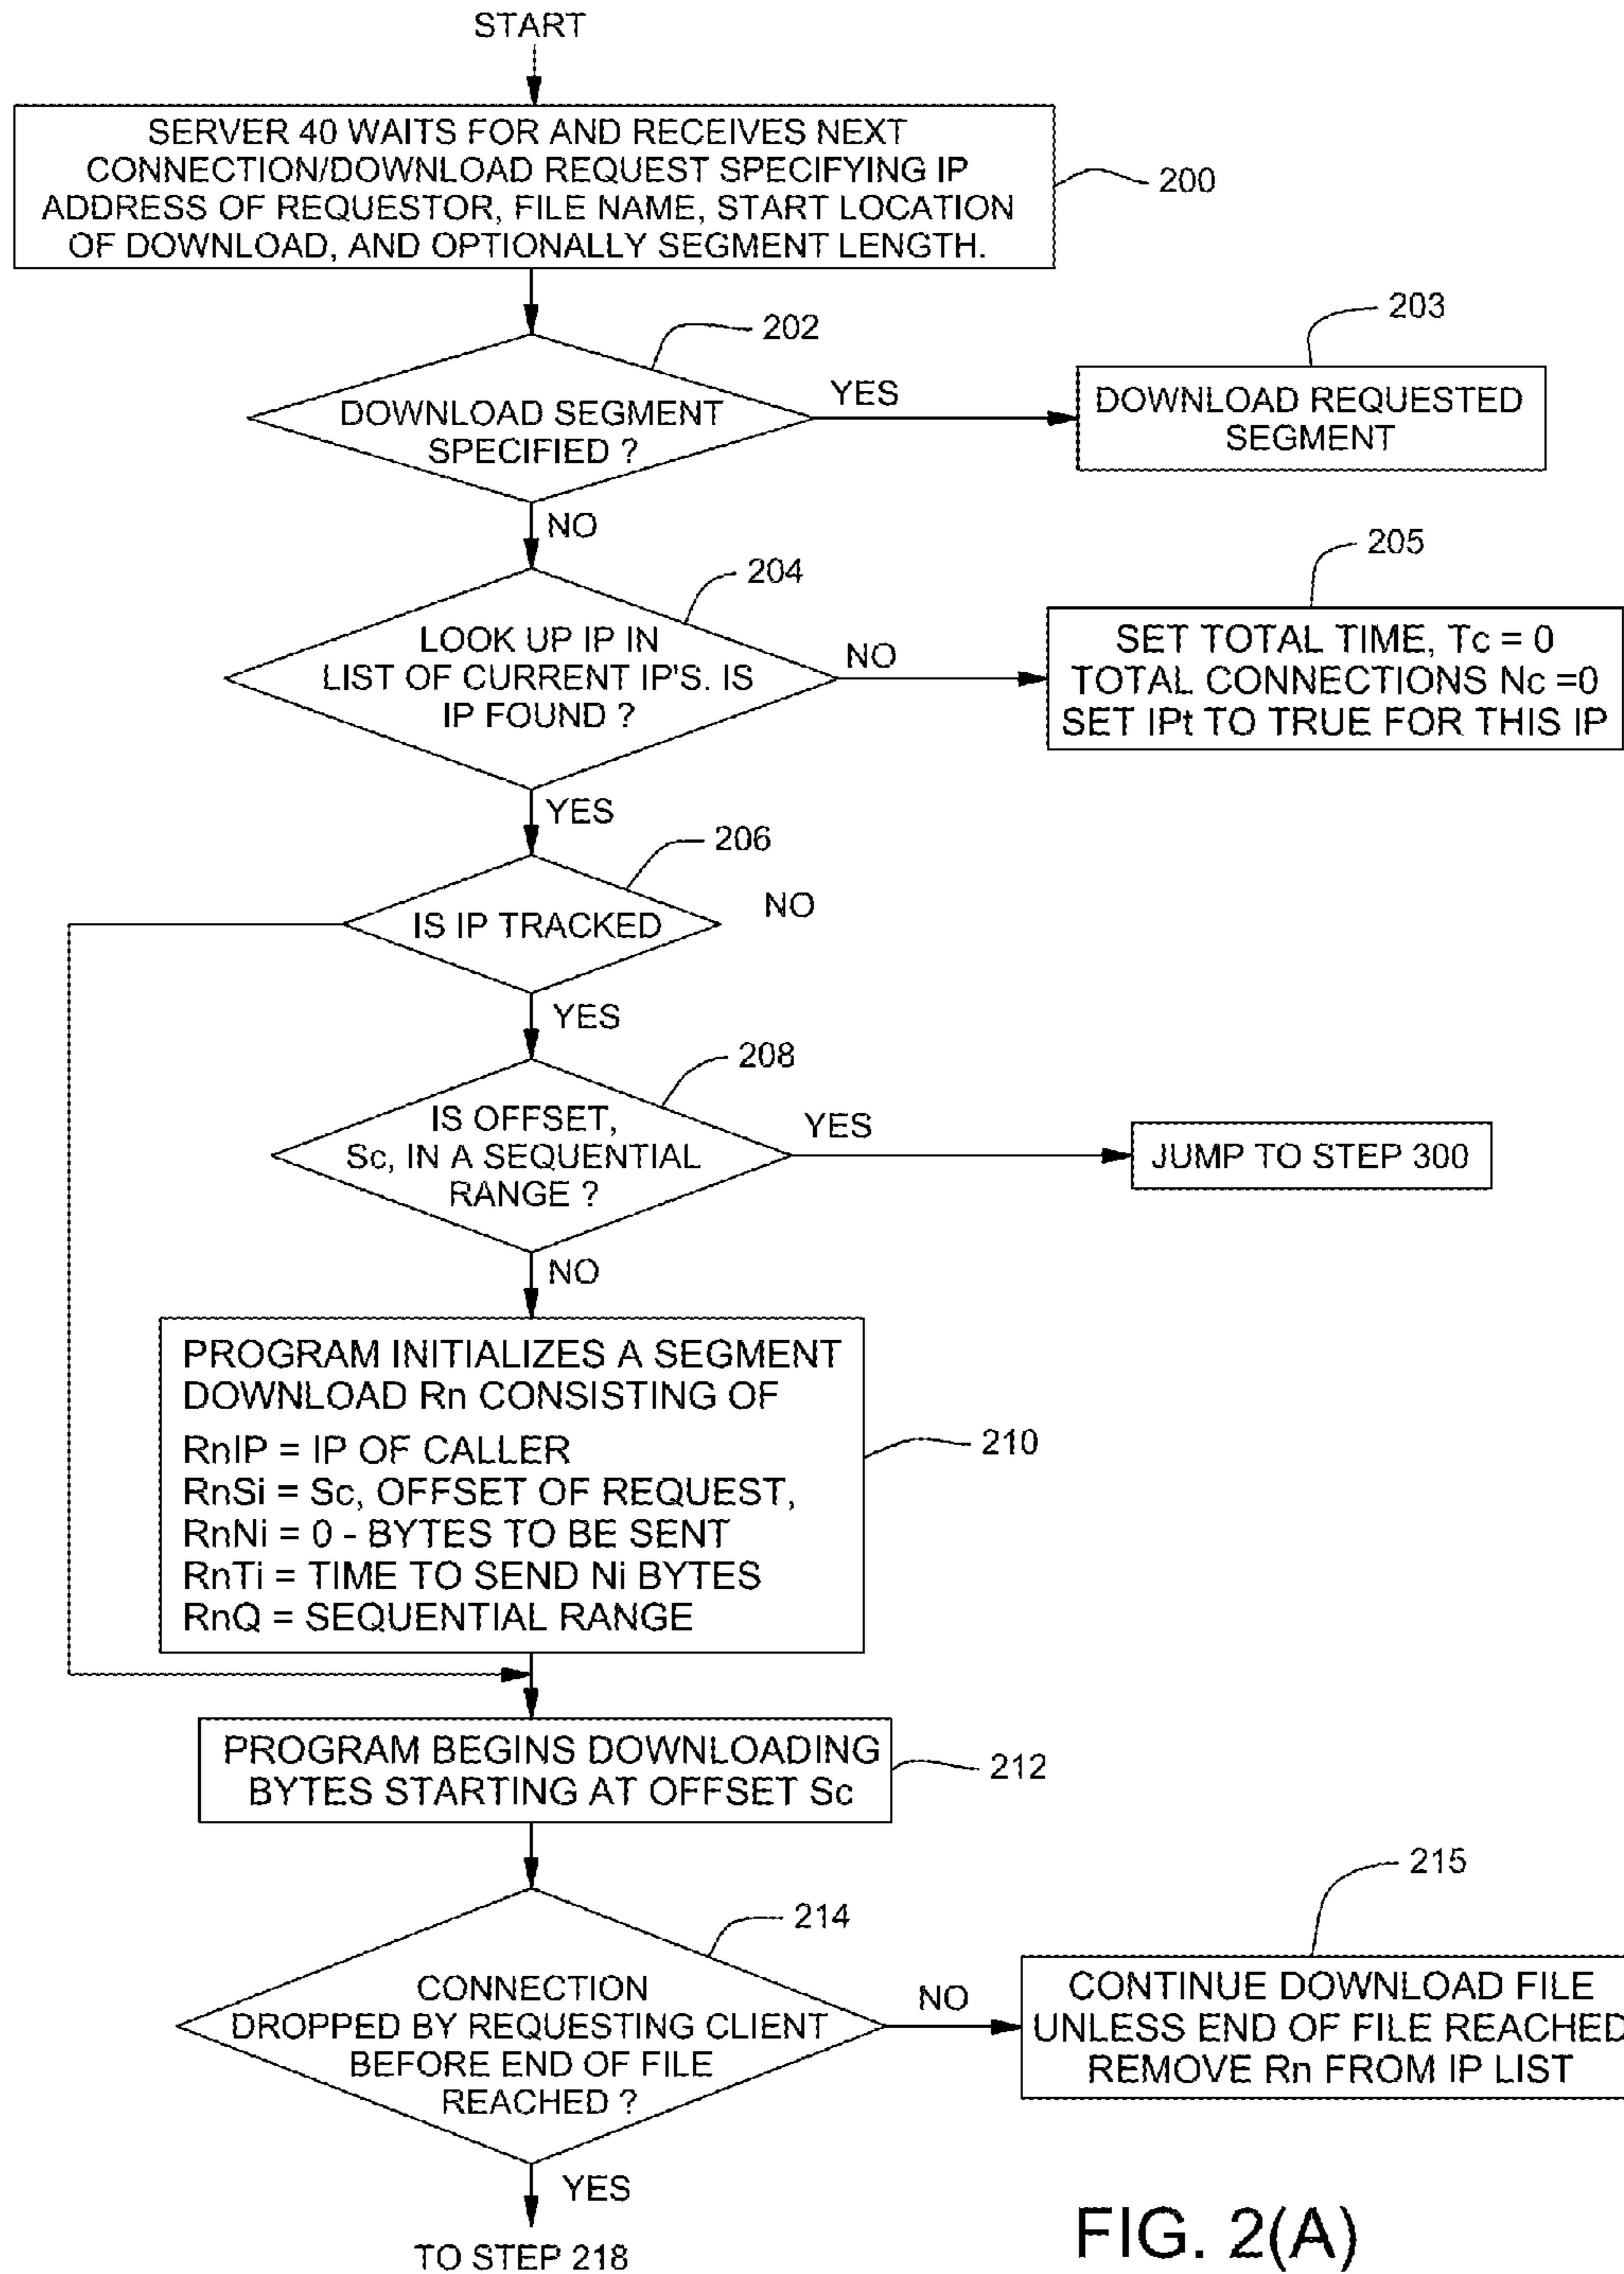 START
SERVER 40 WAITS FOR AND RECEIVES NEXT
CONNECTION/DOWNLOAD REQUEST SPECIFYING IP
ADDRESS OF REQUESTOR, FILE NAME, START LOCATION
OF DOWNLOAD, AND OPTIONALLY SEGMENT LENGTH.
200
202
DOWNLOAD SEGMENT
SPECIFIED ?
YES
203
DOWNLOAD REQUESTED
SEGMENT
NO
204
LOOK UP IP IN
LIST OF CURRENT IP'S. IS
IP FOUND ?
NO
205
SET TOTAL TIME, Tc = 0
TOTAL CONNECTIONS Nc =0
SET IPt TO TRUE FOR THIS IP
YES
206
IS IP TRACKED
NO
YES
208
IS OFFSET,
Sc, IN A SEQUENTIAL
RANGE ?
YES
JUMP TO STEP 300
NO
PROGRAM INITIALIZES A SEGMENT
DOWNLOAD Rn CONSISTING OF
RnIP = IP OF CALLER
RnSi = Sc, OFFSET OF REQUEST,
RnNi = 0 - BYTES TO BE SENT
RnTi = TIME TO SEND Ni BYTES
RnQ = SEQUENTIAL RANGE
210
PROGRAM BEGINS DOWNLOADING
BYTES STARTING AT OFFSET Sc
212
214
CONNECTION
DROPPED BY REQUESTING CLIENT
BEFORE END OF FILE
REACHED ?
NO
215
CONTINUE DOWNLOAD FILE
UNLESS END OF FILE REACHED
REMOVE Rn FROM IP LIST
YES
TO STEP 218
FIG. 2(A)